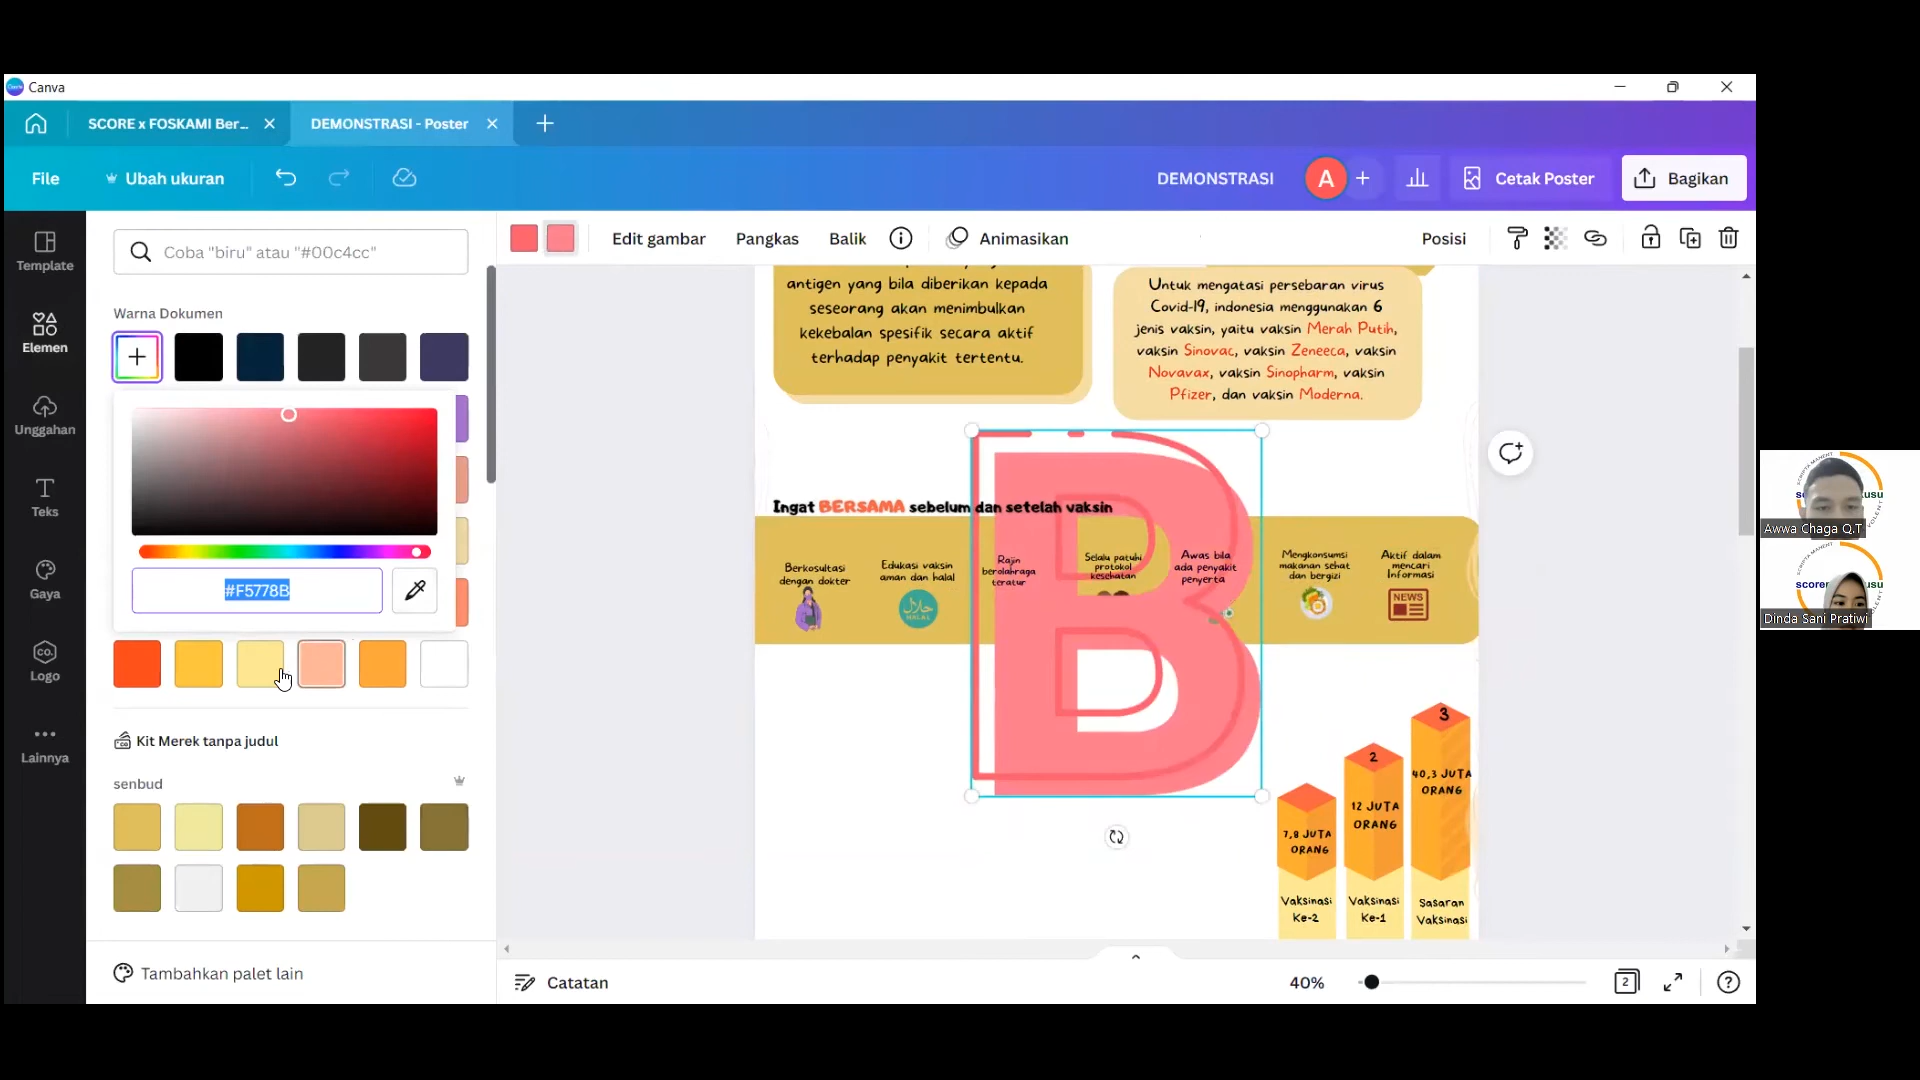 Canva
SCORE x FOSKAMI Ber...
DEMONSTRASI - Poster
File
Ubah ukuran
DEMONSTRASI
A
Cetak Poster
Bagikan
Template
Elemen
Unggahan
Teks
Gaya
CO.
Logo
Lainnya
Coba "biru" atau "#00c4cc"
Warna Dokumen
#F5778B
Kit Merek tanpa judul
senbud
Tambahkan palet lain
Edit gambar
Pangkas
Balik
Animasikan
Posisi
antigen yang bila diberikan kepada
seseorang akan menimbulkan
kekebalan spesifik secara aktif
terhadap penyakit tertentu.
Untuk mengatasi persebaran virus
Covid-19, indonesia menggunakan 6
jenis vaksin, yaitu vaksin Merah Putih,
vaksin Sinovac, vaksin Zeneeca, vaksin
Novavax, vaksin Sinopharm, vaksin
Pfizer, dan vaksin Moderna.
B
Ingat BERSAMA sebelum dan setelah vaksin
Berkosultasi
dengan dokter
Edukasi vaksin
aman dan halal
حلال
HALAL
Rajin
berolahraga
teratur
Selalu patuhi
protokol
kesehatan
Awas bila
ada penyakit
penyerta
Mengkonsumsi
makanan sehat
dan bergizi
Aktif dalam
mencari
Informasi
NEWS
7,8 JUTA
ORANG
2
12 JUTA
ORANG
3
40,3 JUTA
ORANG
Vaksinasi
Ke-2
Vaksinasi
Ke-1
Sasaran
Vaksinasi
Catatan
40%
2
SCRIPTA MANENT
VOLENT
Awwa Chaga Q.T
Dinda Sani Pratiwi